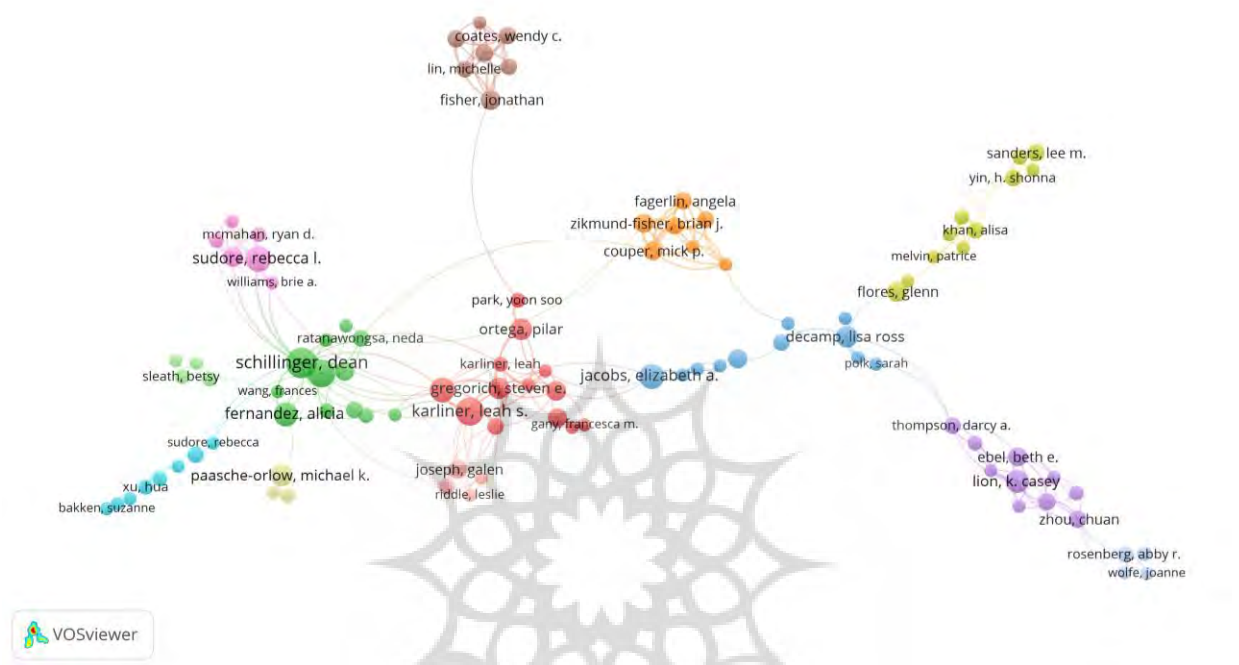 coates, wendy c.
lin, michelle
fisher, jonathan
sanders, lee m.
yin, h. shonna
fagerlin, angela
zikmund-fisher, brian j.
khan, alisa
mcmahan, ryan d.
couper, mick p.
melvin, patrice
sudore, rebecca l.
williams, brie a.
flores, glenn
park, yoon soo
ortega, pilar
ratanawongsa, neda
decamp, lisa ross
schillinger, dean
karliner, leah
polk, sarah
sleath, betsy
jacobs, elizabeth a.
wang, frances
gregorich, steven e.
fernandez, alicia
karliner, leah s.
gany, francesca m.
thompson, darcy a.
sudore, rebecca
ebel, beth e.
paasche-orlow, michael k.
joseph, galen
lion, k. casey
xu, hua
riddle, leslie
bakken, suzanne
zhou, chuan
rosenberg, abby r.
wolfe, joanne
VOSviewer